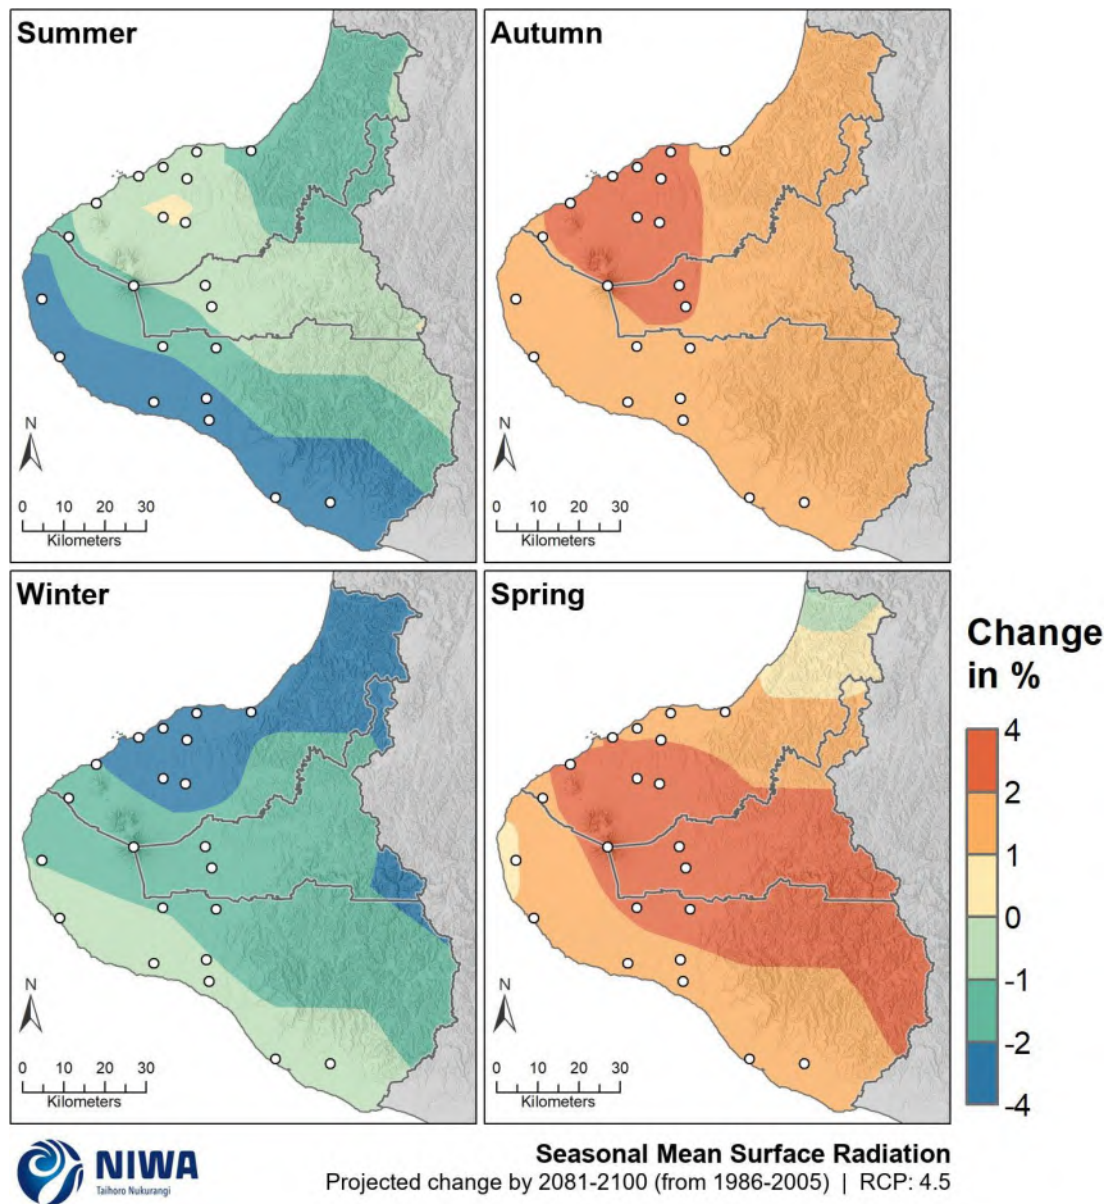 Summer
N
0 10 20 30
Kilometers
Autumn
N
0 10 20 30
Kilometers
Winter
N
0 10 20 30
Kilometers
Spring
N
0 10 20 30
Kilometers
Change
in %
4
2
1
0
-1
-2
-4
NIWA
Taihoro Nukurangi
Seasonal Mean Surface Radiation
Projected change by 2081-2100 (from 1986-2005) | RCP: 4.5